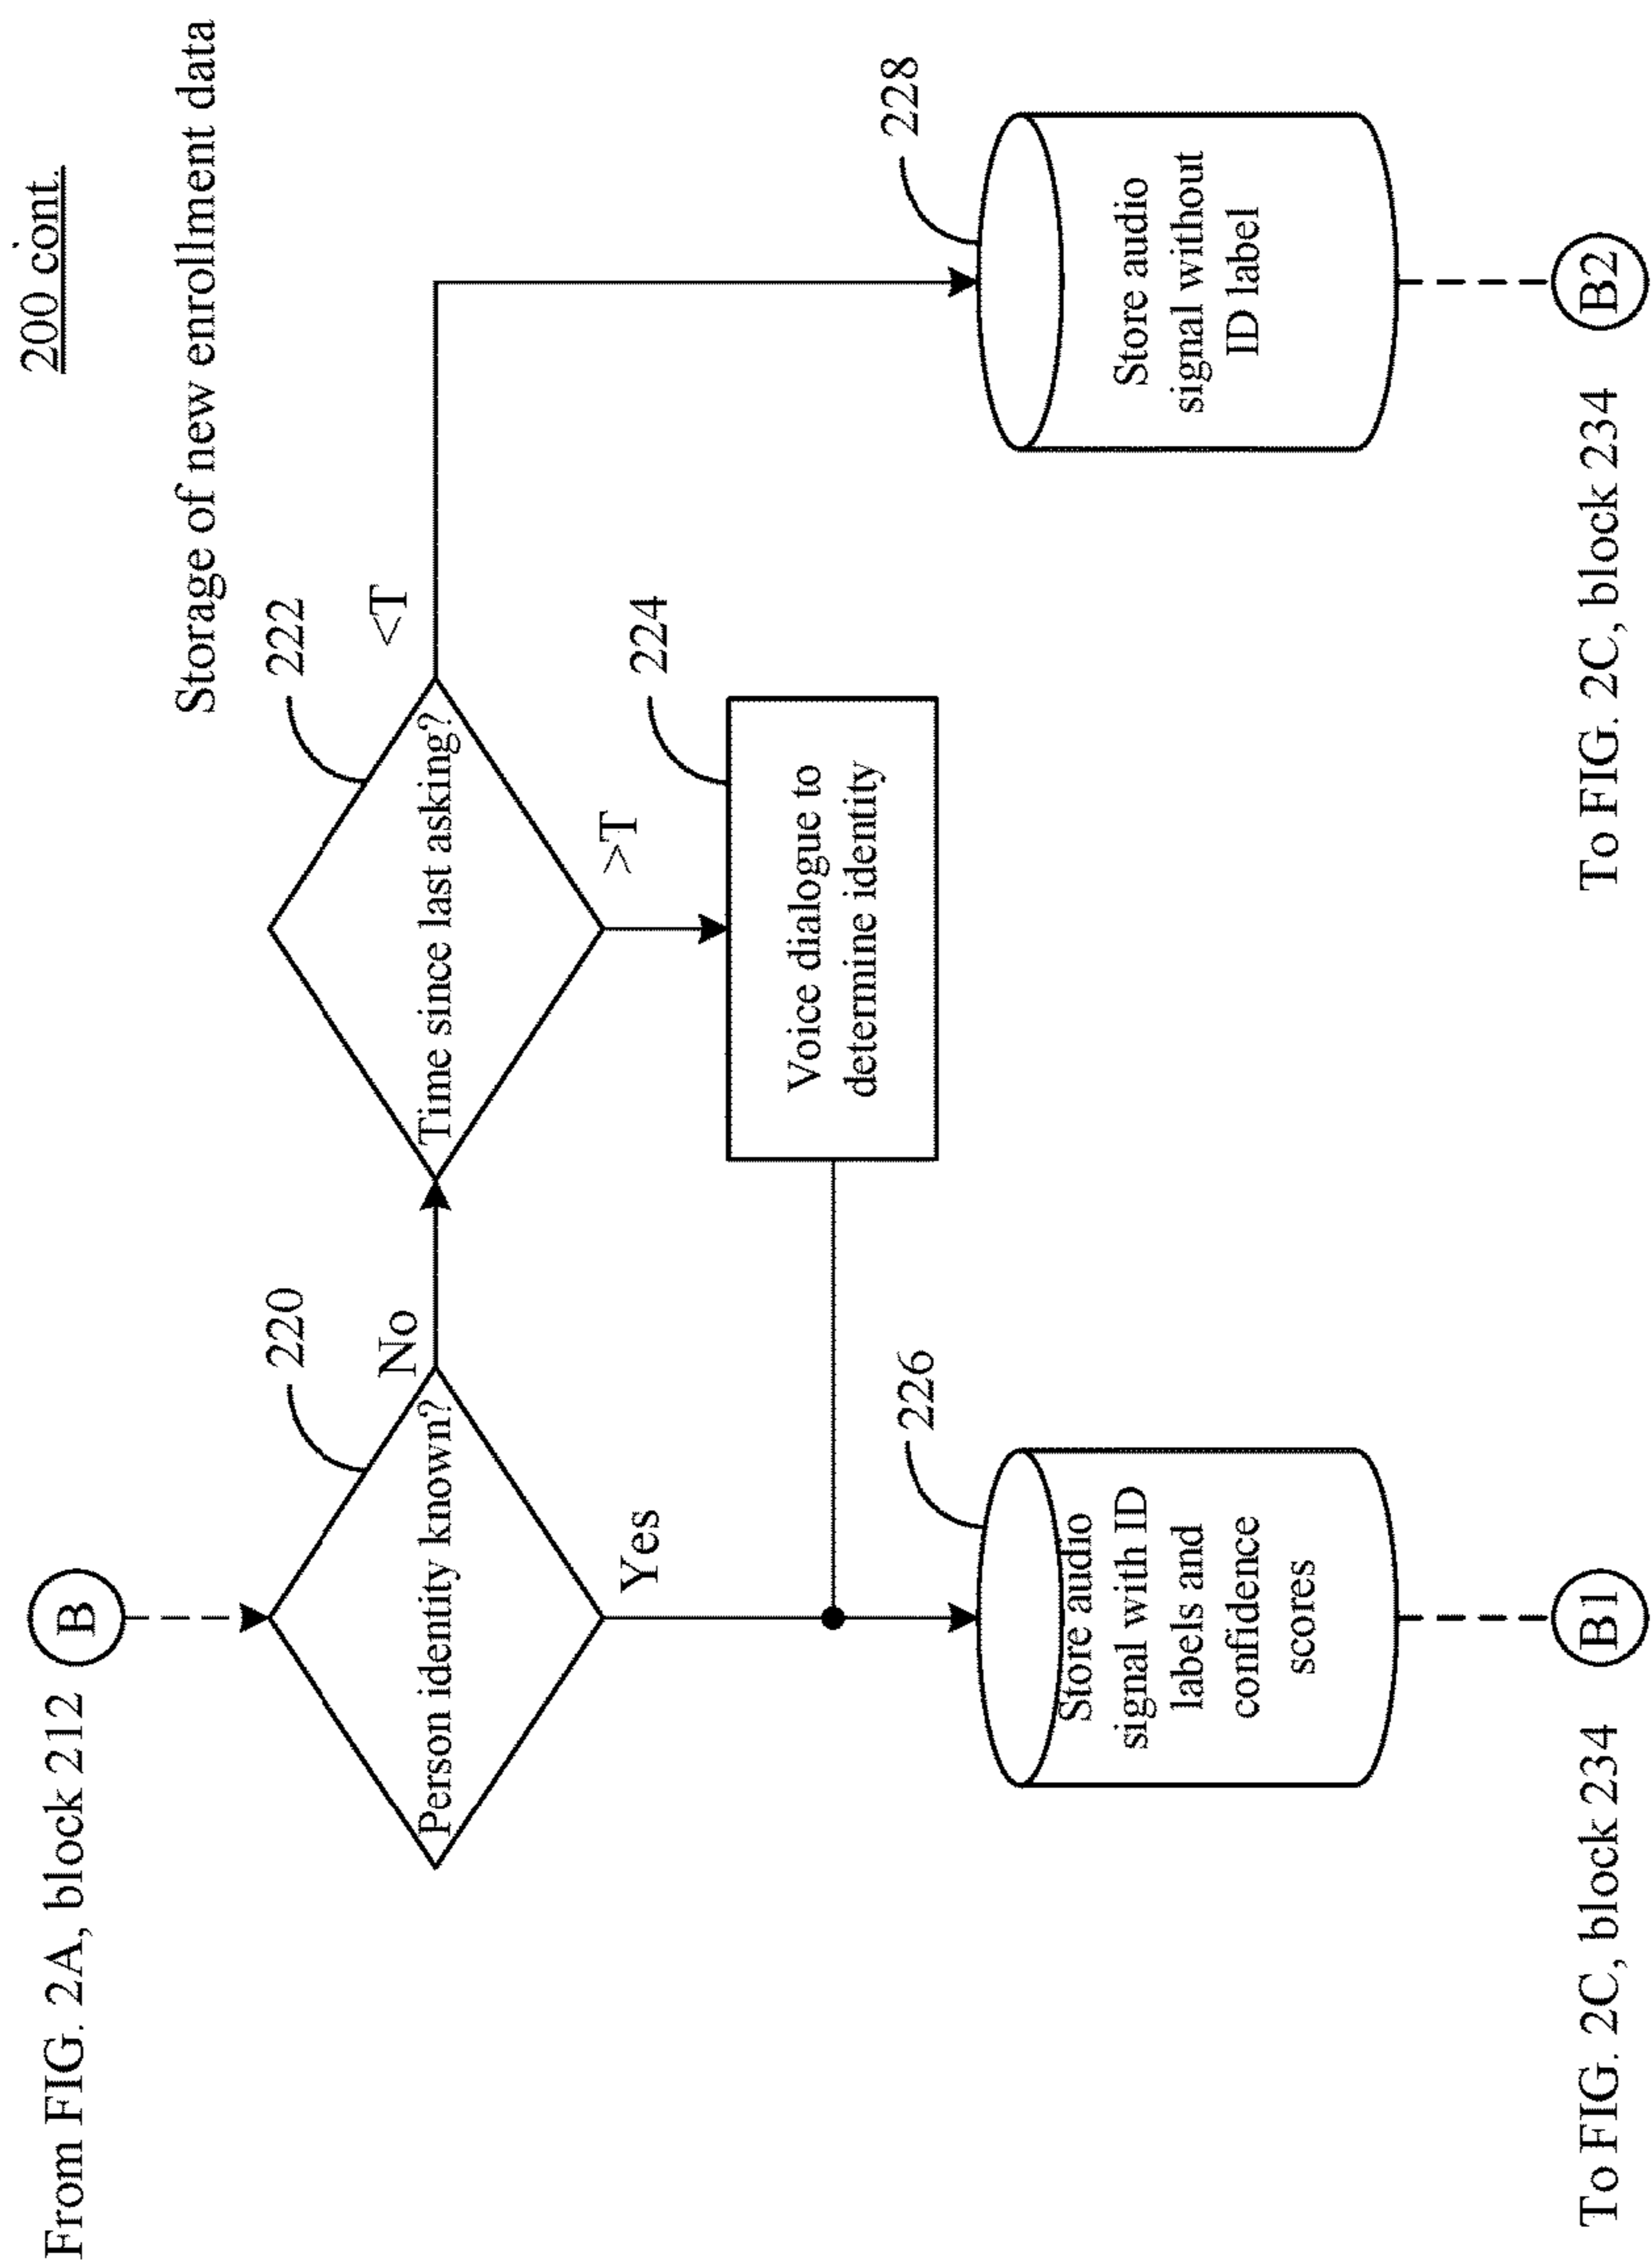 200 cont.
Storage of new enrollment data
From FIG. 2A, block 212
B
220
Person identity known?
No
Yes
222
Time since last asking?
<T
>T
224
Voice dialogue to
determine identity
226
Store audio
signal with ID
labels and
confidence
scores
228
Store audio
signal without
ID label
To FIG. 2C, block 234
B1
To FIG. 2C, block 234
B2